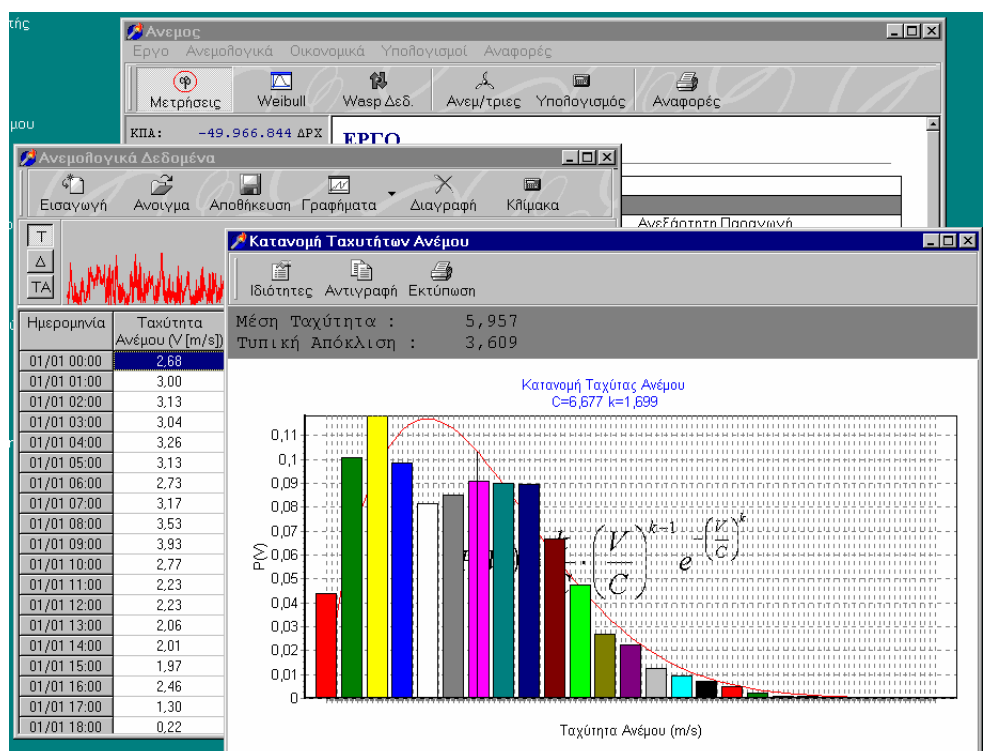 τής
μου
Ανεμος
Εργο Ανεμολογικά Οικονομικά Υπολογισμοί Αναφορές
Μετρήσεις Weibull Wasp Δεδ. Ανεμ/τριες Υπολογισμός Αναφορές
ΚΠΑ: -49.966.844 ΔΡΧ
ΕΡΓΟ
Ανεξάρτητη Παραγωγή
Ανεμολογικά Δεδομένα
Εισαγωγή Ανοιγμα Αποθήκευση Γραφήματα Διαγραφή Κλίμακα
Τ
Δ
ΤΑ
Ημερομηνία Ταχύτητα
Ανέμου (V [m/s])
01/01 00:00 2,68
01/01 01:00 3,00
01/01 02:00 3,13
01/01 03:00 3,04
01/01 04:00 3,26
01/01 05:00 3,13
01/01 06:00 2,73
01/01 07:00 3,17
01/01 08:00 3,53
01/01 09:00 3,93
01/01 10:00 2,77
01/01 11:00 2,23
01/01 12:00 2,23
01/01 13:00 2,06
01/01 14:00 2,01
01/01 15:00 1,97
01/01 16:00 2,46
01/01 17:00 1,30
01/01 18:00 0,22
Κατανομή Ταχυτήτων Ανέμου
Ιδιότητες Αντιγραφή Εκτύπωση
Μέση Ταχύτητα : 5,957
Τυπική Απόκλιση : 3,609
Κατανομή Ταχύτας Ανέμου
C=6,677 k=1,699
0,11
0,1
0,09
0,08
0,07
0,06
0,05
0,04
0,03
0,02
0,01
0
P(V)
(V/C)^k-1 e^-(V/C)^k
Ταχύτητα Ανέμου (m/s)